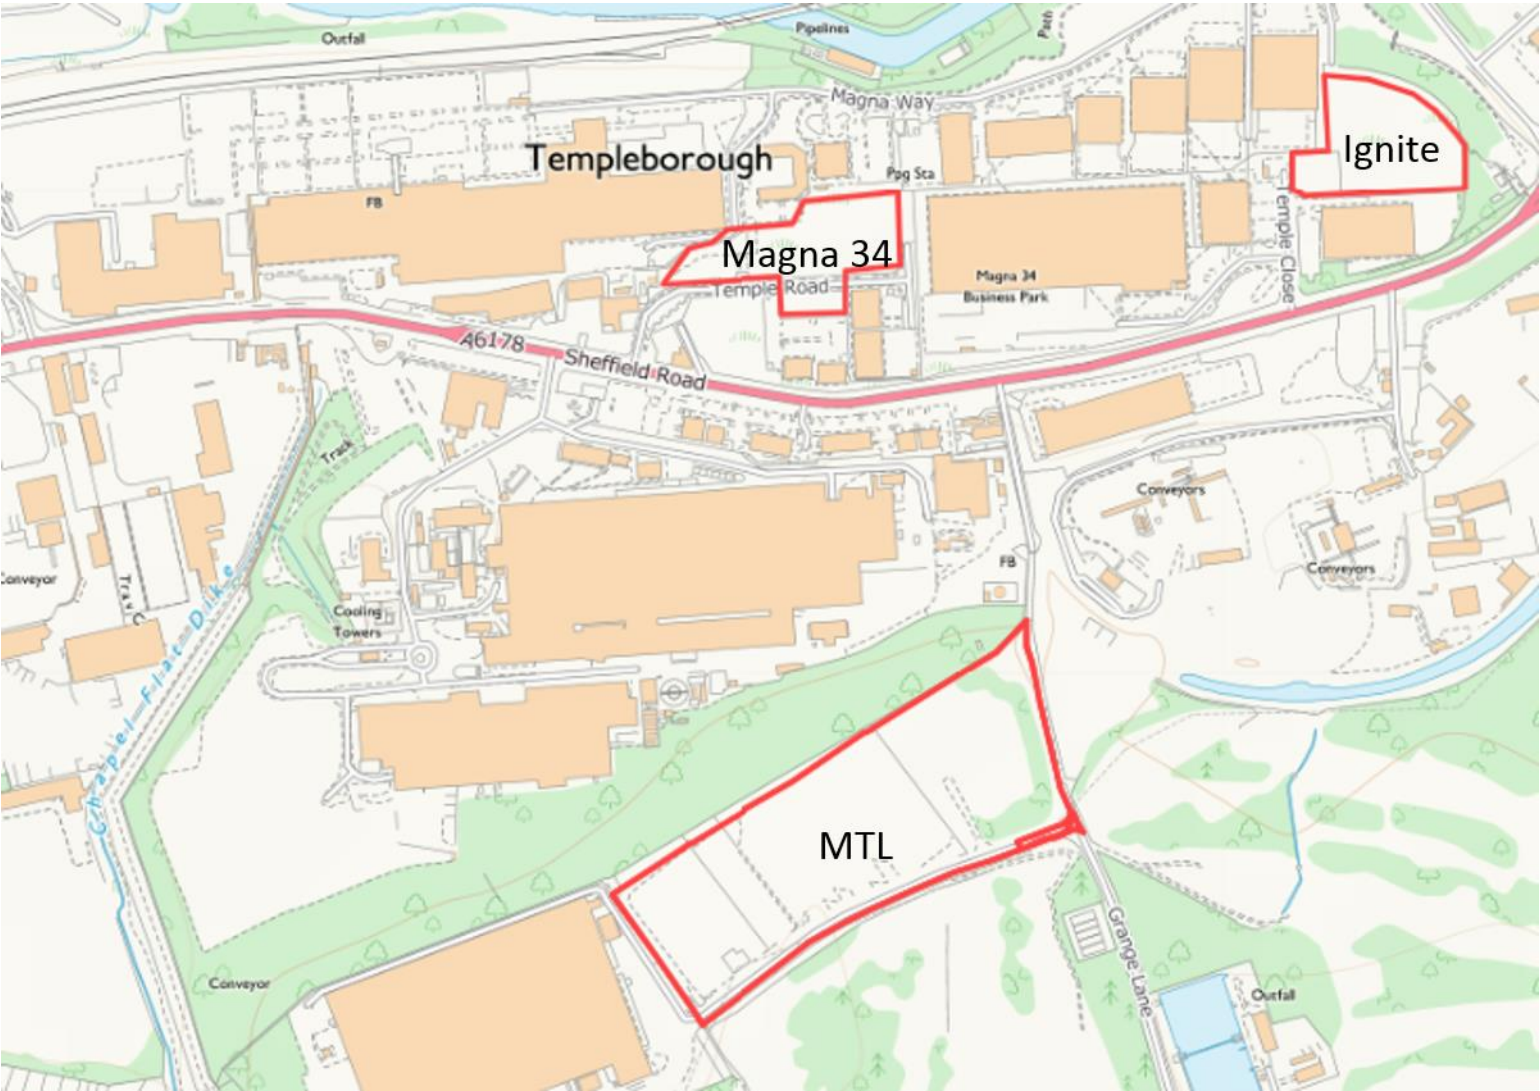 Outfall
Pipelines
Path
Magna Way
Templeborough
Ignite
Ppg Sta
FB
Magna 34
Temple Close
Temple Road
Magna 34
Business Park
A6178
Sheffield Road
Track
Conveyors
Conveyor
FB
Conveyors
Chapel Flat Dike
Cooling
Towers
MTL
Grange Lane
Conveyor
Outfall